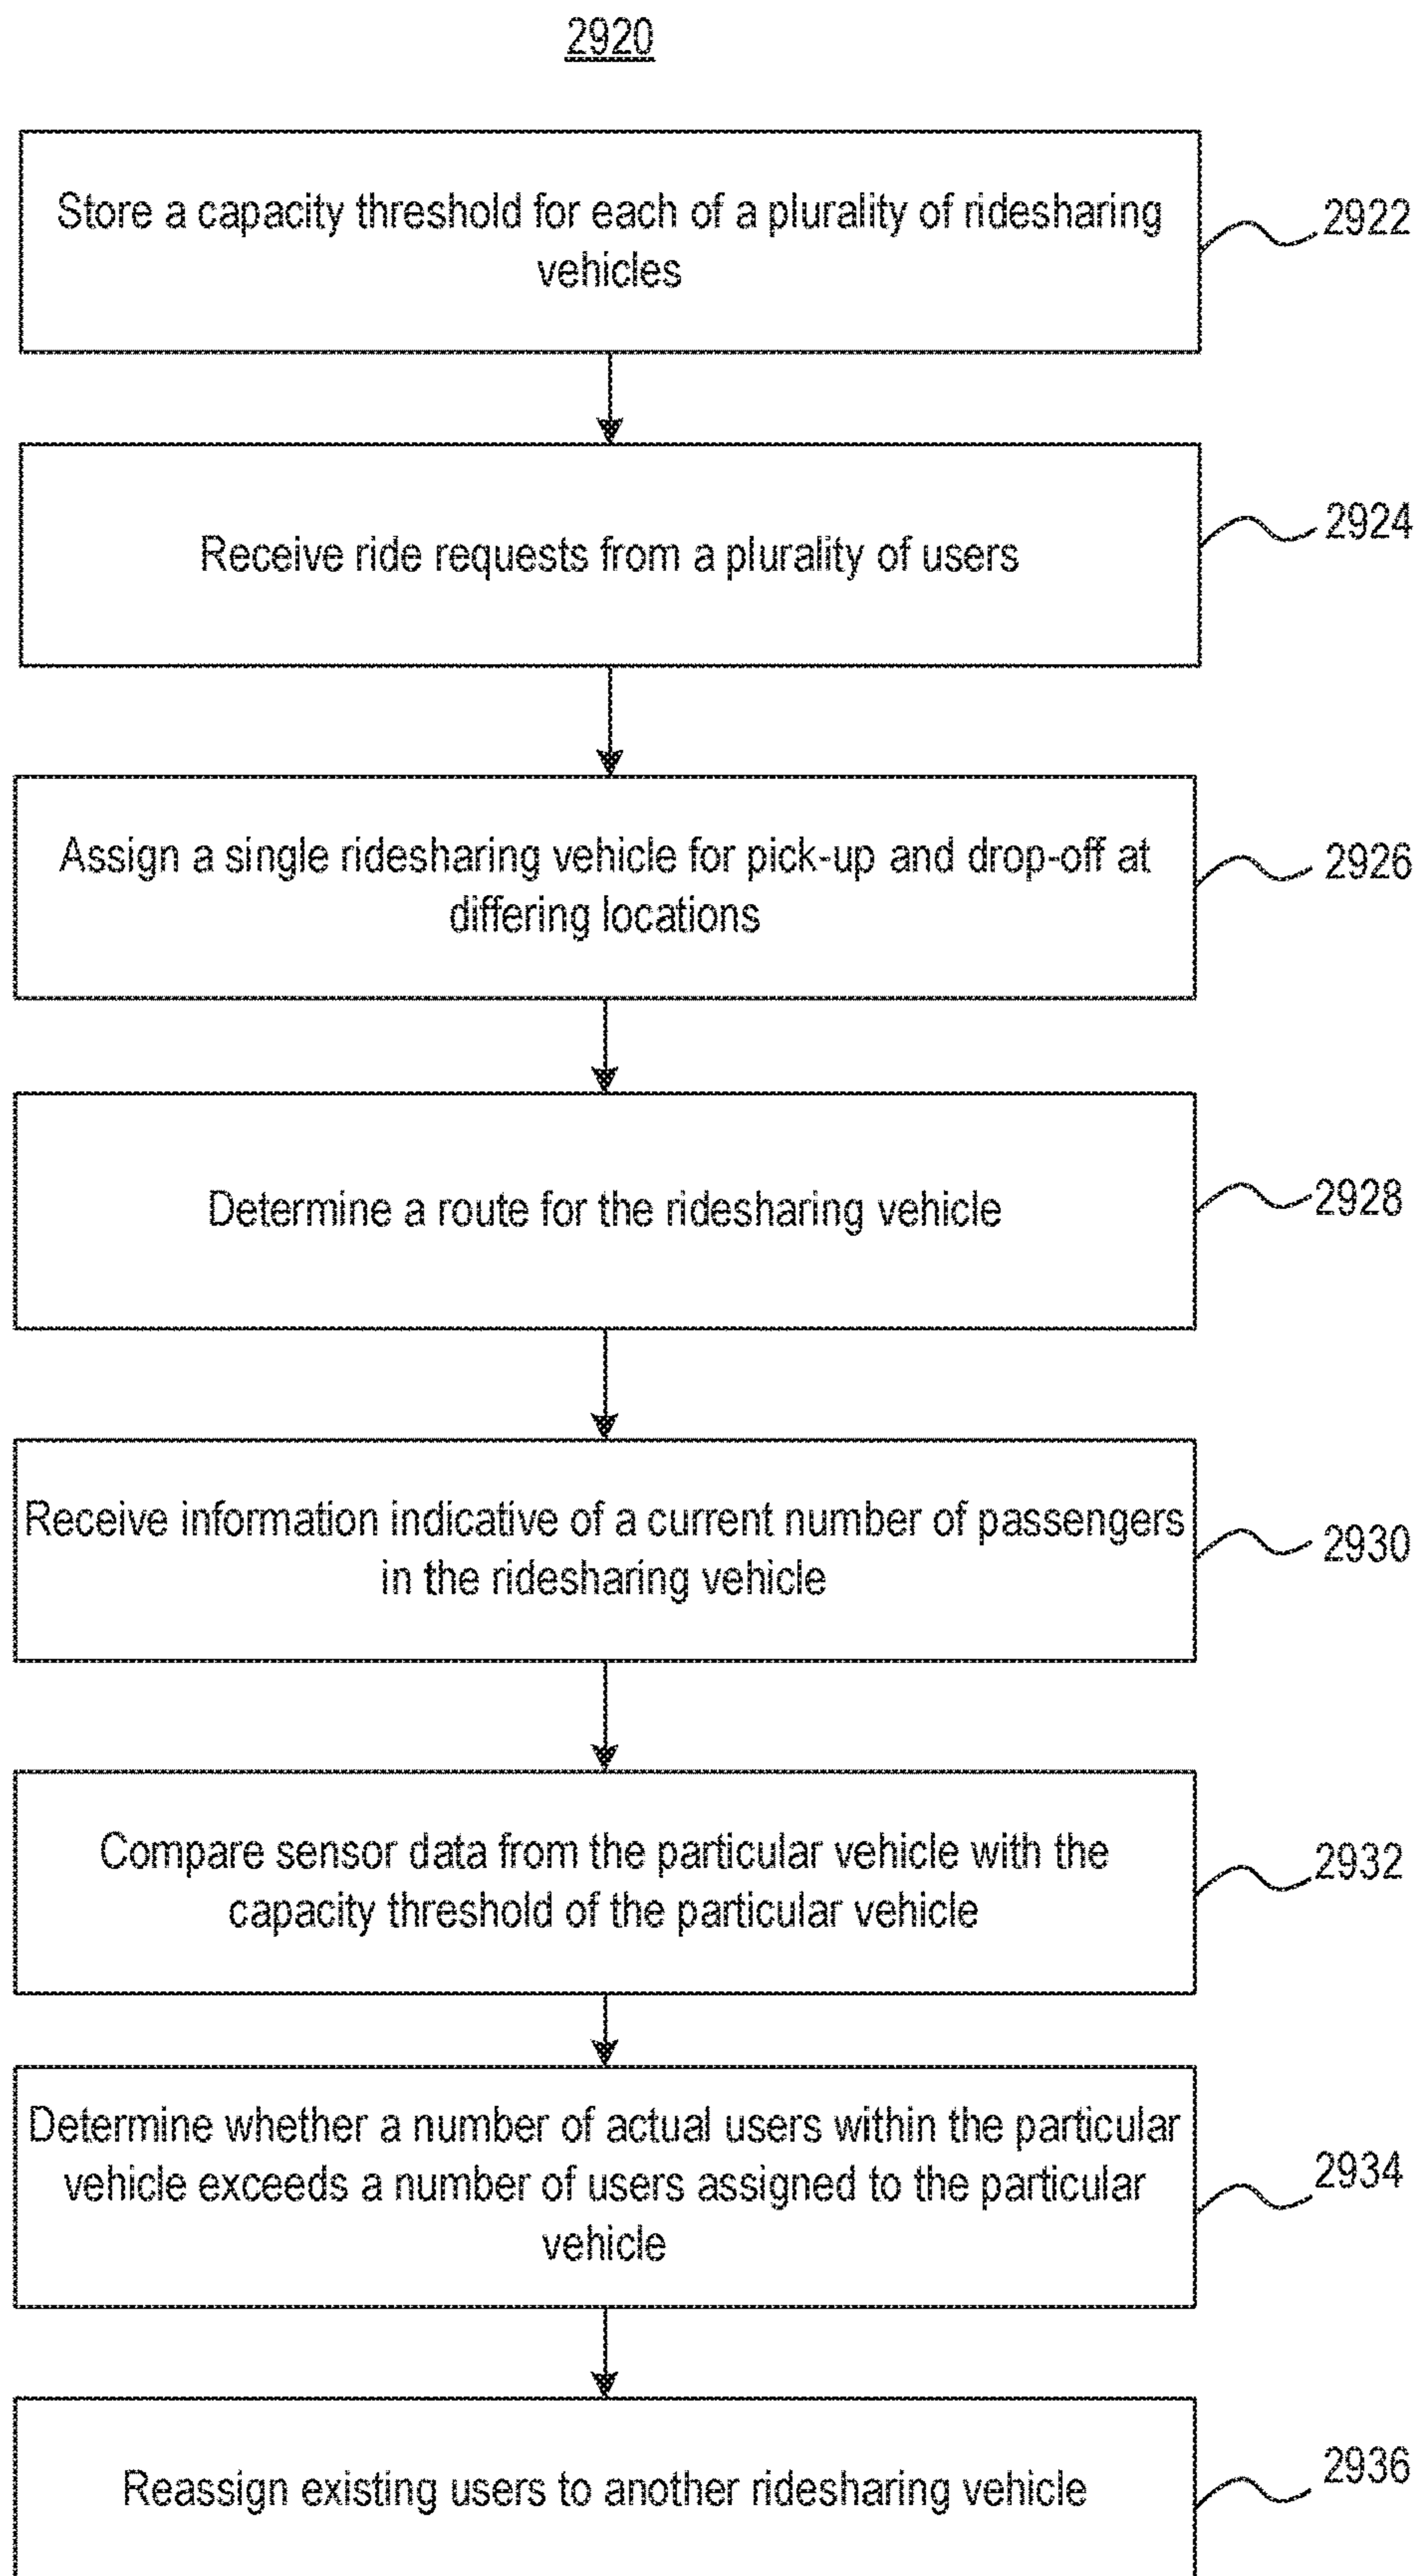 2920
Store a capacity threshold for each of a plurality of ridesharing
vehicles
2922
Receive ride requests from a plurality of users
2924
Assign a single ridesharing vehicle for pick-up and drop-off at
differing locations
2926
Determine a route for the ridesharing vehicle
2928
Receive information indicative of a current number of passengers
in the ridesharing vehicle
2930
Compare sensor data from the particular vehicle with the
capacity threshold of the particular vehicle
2932
Determine whether a number of actual users within the particular
vehicle exceeds a number of users assigned to the particular
vehicle
2934
Reassign existing users to another ridesharing vehicle
2936